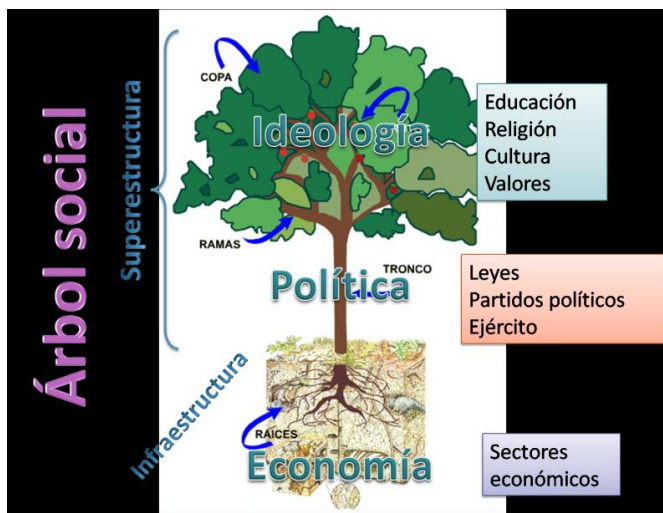 Árbol social
Superestructura
COPA
Ideología
Educación
Religión
Cultura
Valores
RAMAS
TRONCO
Política
Leyes
Partidos políticos
Ejército
Infraestructura
RAÍCES
Economía
Sectores
económicos